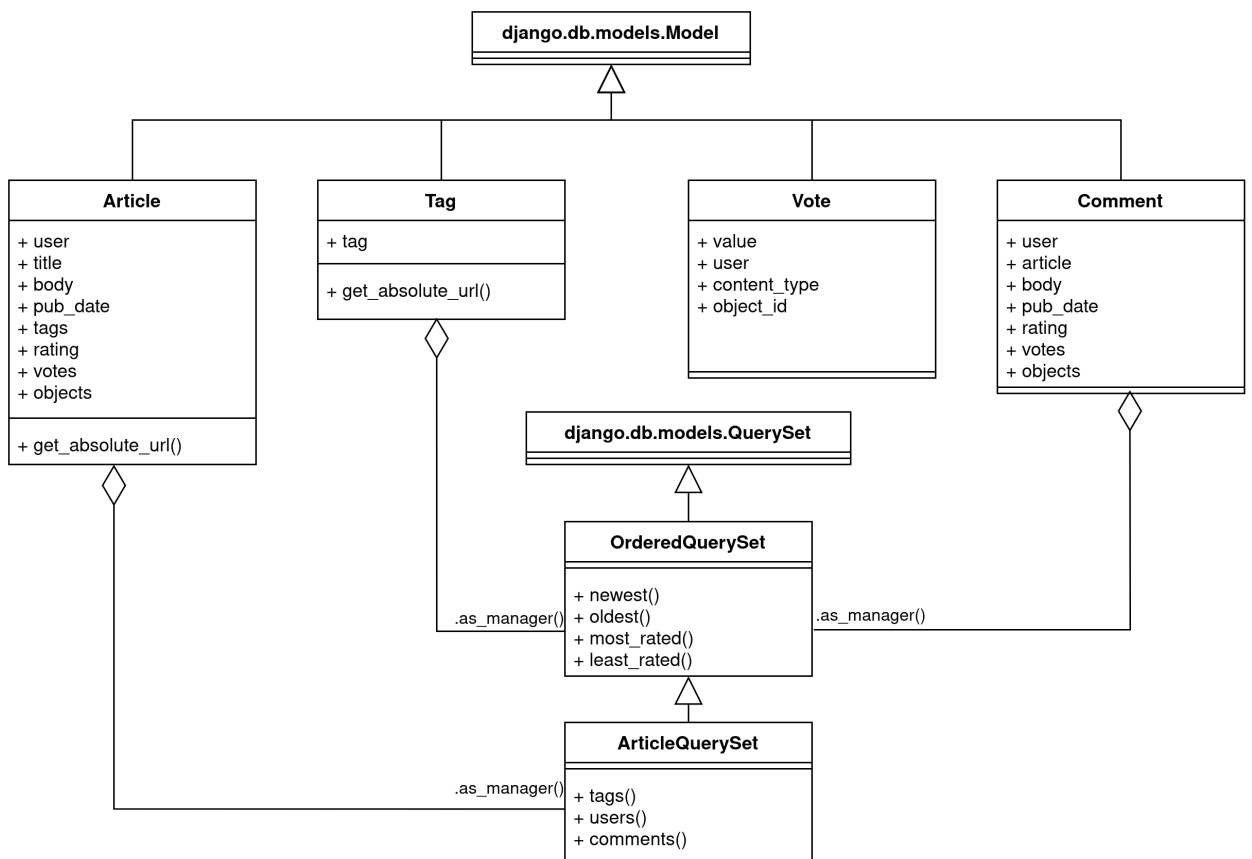 django.db.models.Model
Article
+ user
+ title
+ body
+ pub_date
+ tags
+ rating
+ votes
+ objects
+ get_absolute_url()
Tag
+ tag
+ get_absolute_url()
Vote
+ value
+ user
+ content_type
+ object_id
Comment
+ user
+ article
+ body
+ pub_date
+ rating
+ votes
+ objects
django.db.models.QuerySet
OrderedQuerySet
+ newest()
+ oldest()
+ most_rated()
+ least_rated()
.as_manager()
.as_manager()
ArticleQuerySet
+ tags()
+ users()
+ comments()
.as_manager()